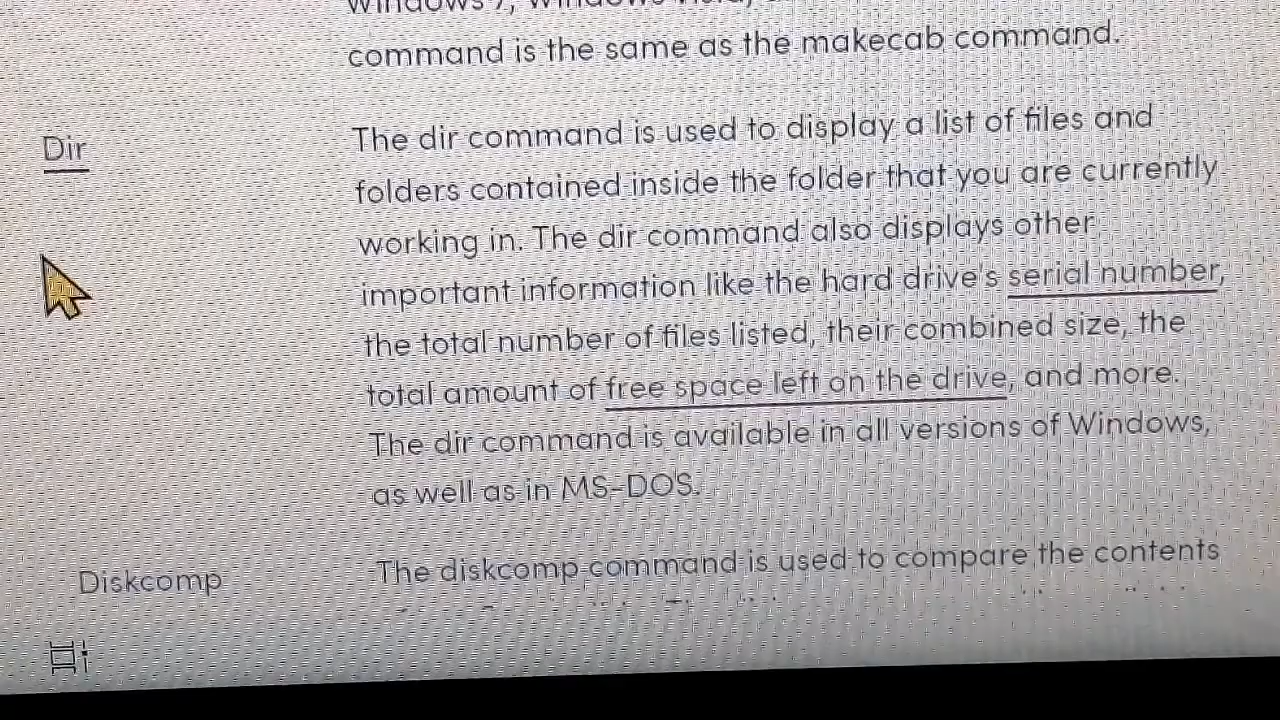 command is the same as the makecab command.
Dir
The dir command is used to display a list of files and
folders contained inside the folder that you are currently
working in. The dir command also displays other
important information like the hard drive's serial number,
the total number of files listed, their combined size, the
total amount of free space left on the drive, and more.
The dir command is available in all versions of Windows,
as well as in MS-DOS.
Diskcomp
The diskcomp command is used to compare the contents